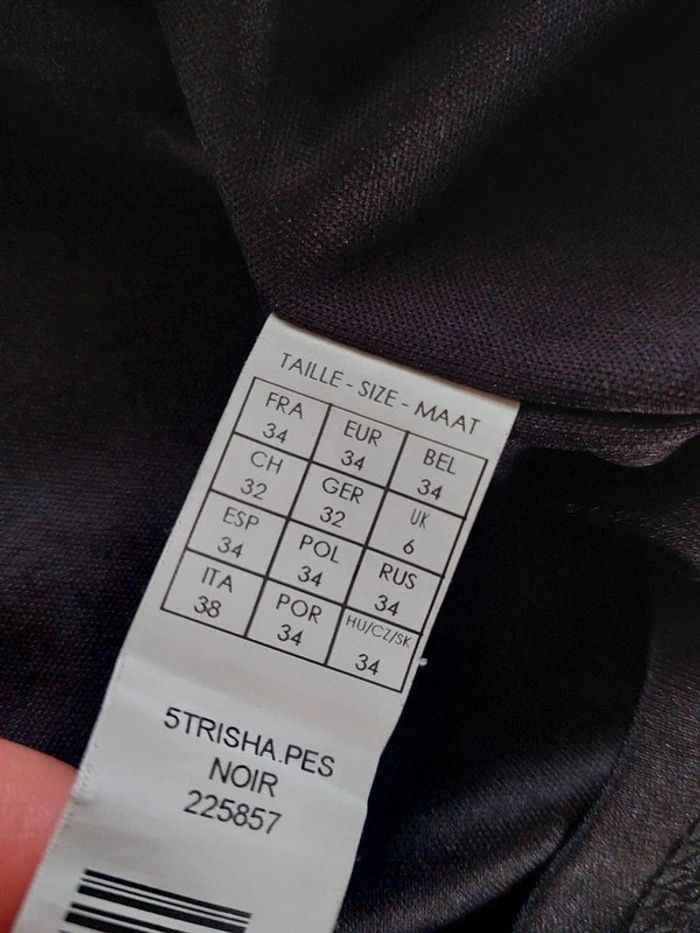 TAILLE - SIZE - MAAT
FRA EUR BEL
34 34 34
CH GER UK
32 32 6
ESP POL RUS
34 34 34
ITA POR HU/CZ/SK
38 34 34
5TRISHA.PES
NOIR
225857